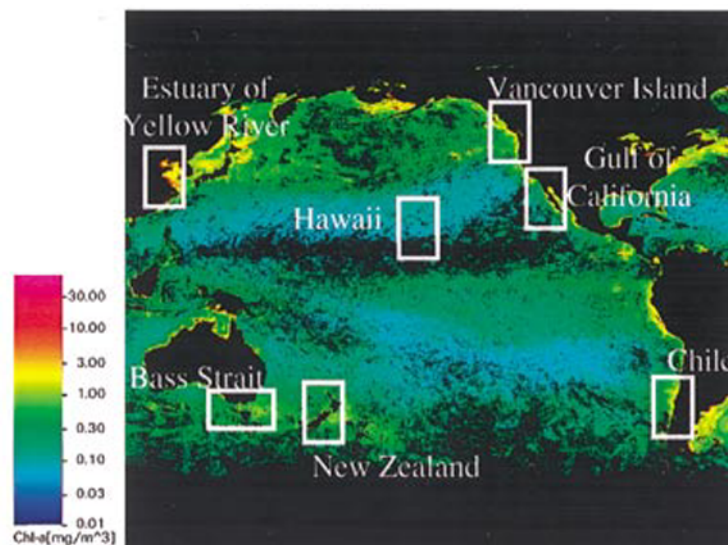 Estuary of
Yellow River
Vancouver Island
Gulf of
California
Hawaii
30.00
10.00
3.00
1.00
0.30
0.10
0.03
0.01
Chl-a[mg/m^3]
Bass Strait
New Zealand
Chile